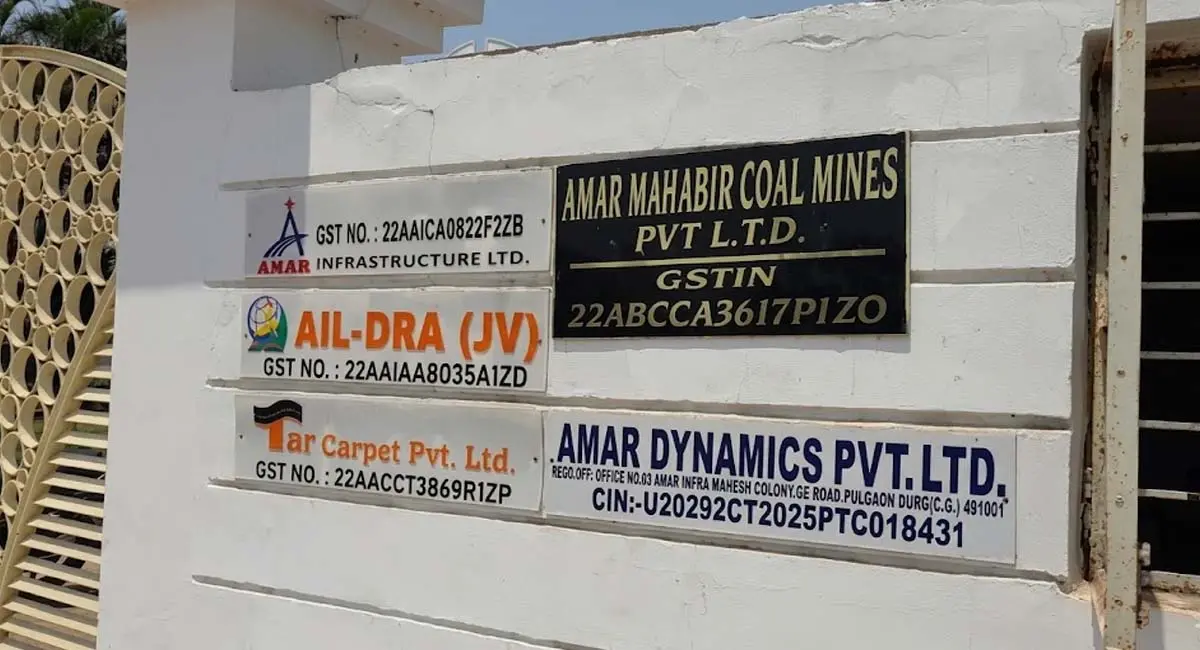 GST NO. : 22AAICA0822F2ZB
AMAR INFRASTRUCTURE LTD.
AIL-DRA (JV)
GST NO. : 22AAIAA8035A1ZD
Tar Carpet Pvt. Ltd.
GST NO. : 22AACCT3869R1ZP
AMAR MAHABIR COAL MINES
PVT L.T.D.
GSTIN
22ABCCA3617P1ZO
AMAR DYNAMICS PVT.LTD.
REGO.OFF: OFFICE NO.03 AMAR INFRA MAHESH COLONY.GE ROAD.PULGAON DURG(C.G.) 491001
CIN:-U20292CT2025PTC018431